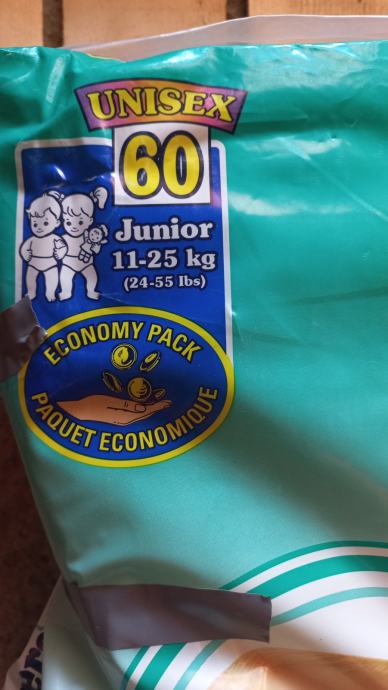 UNISEX
60
Junior
11-25 kg
(24-55 lbs)
ECONOMY PACK
PAQUET ECONOMIQUE